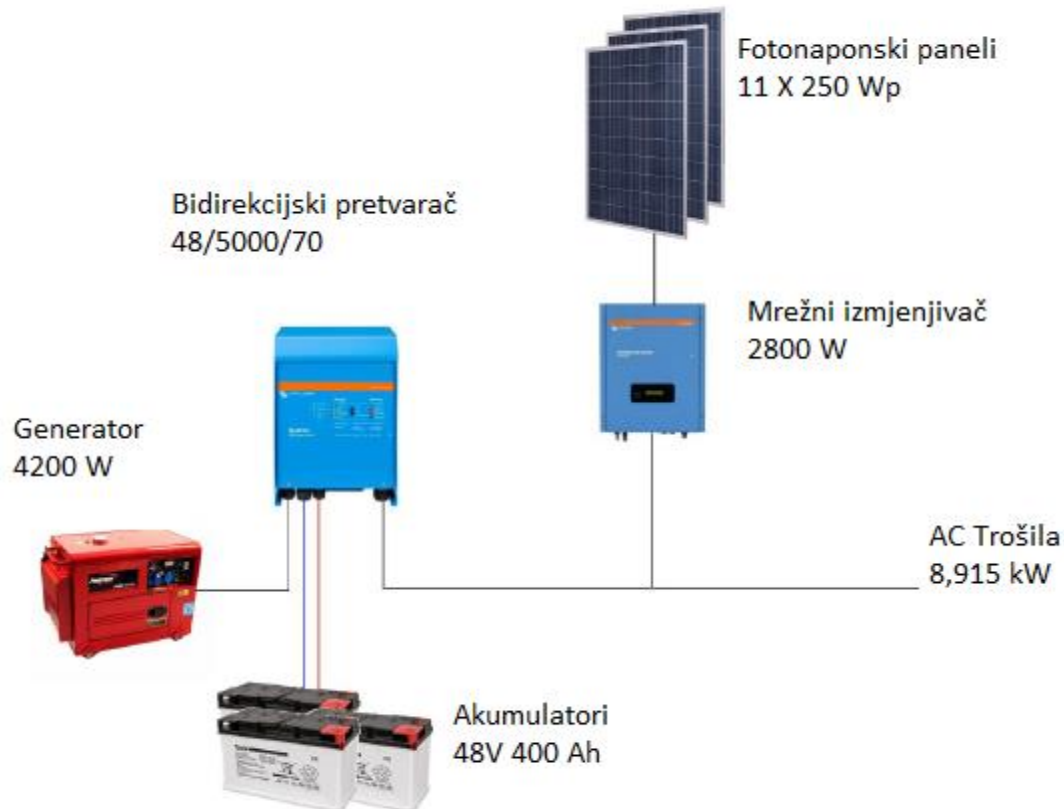 Fotonaponski paneli
11 X 250 Wp
Bidirekcijski pretvarač
48/5000/70
Mrežni izmjenjivač
2800 W
Generator
4200 W
AC Trošila
8,915 kW
Akumulatori
48V 400 Ah